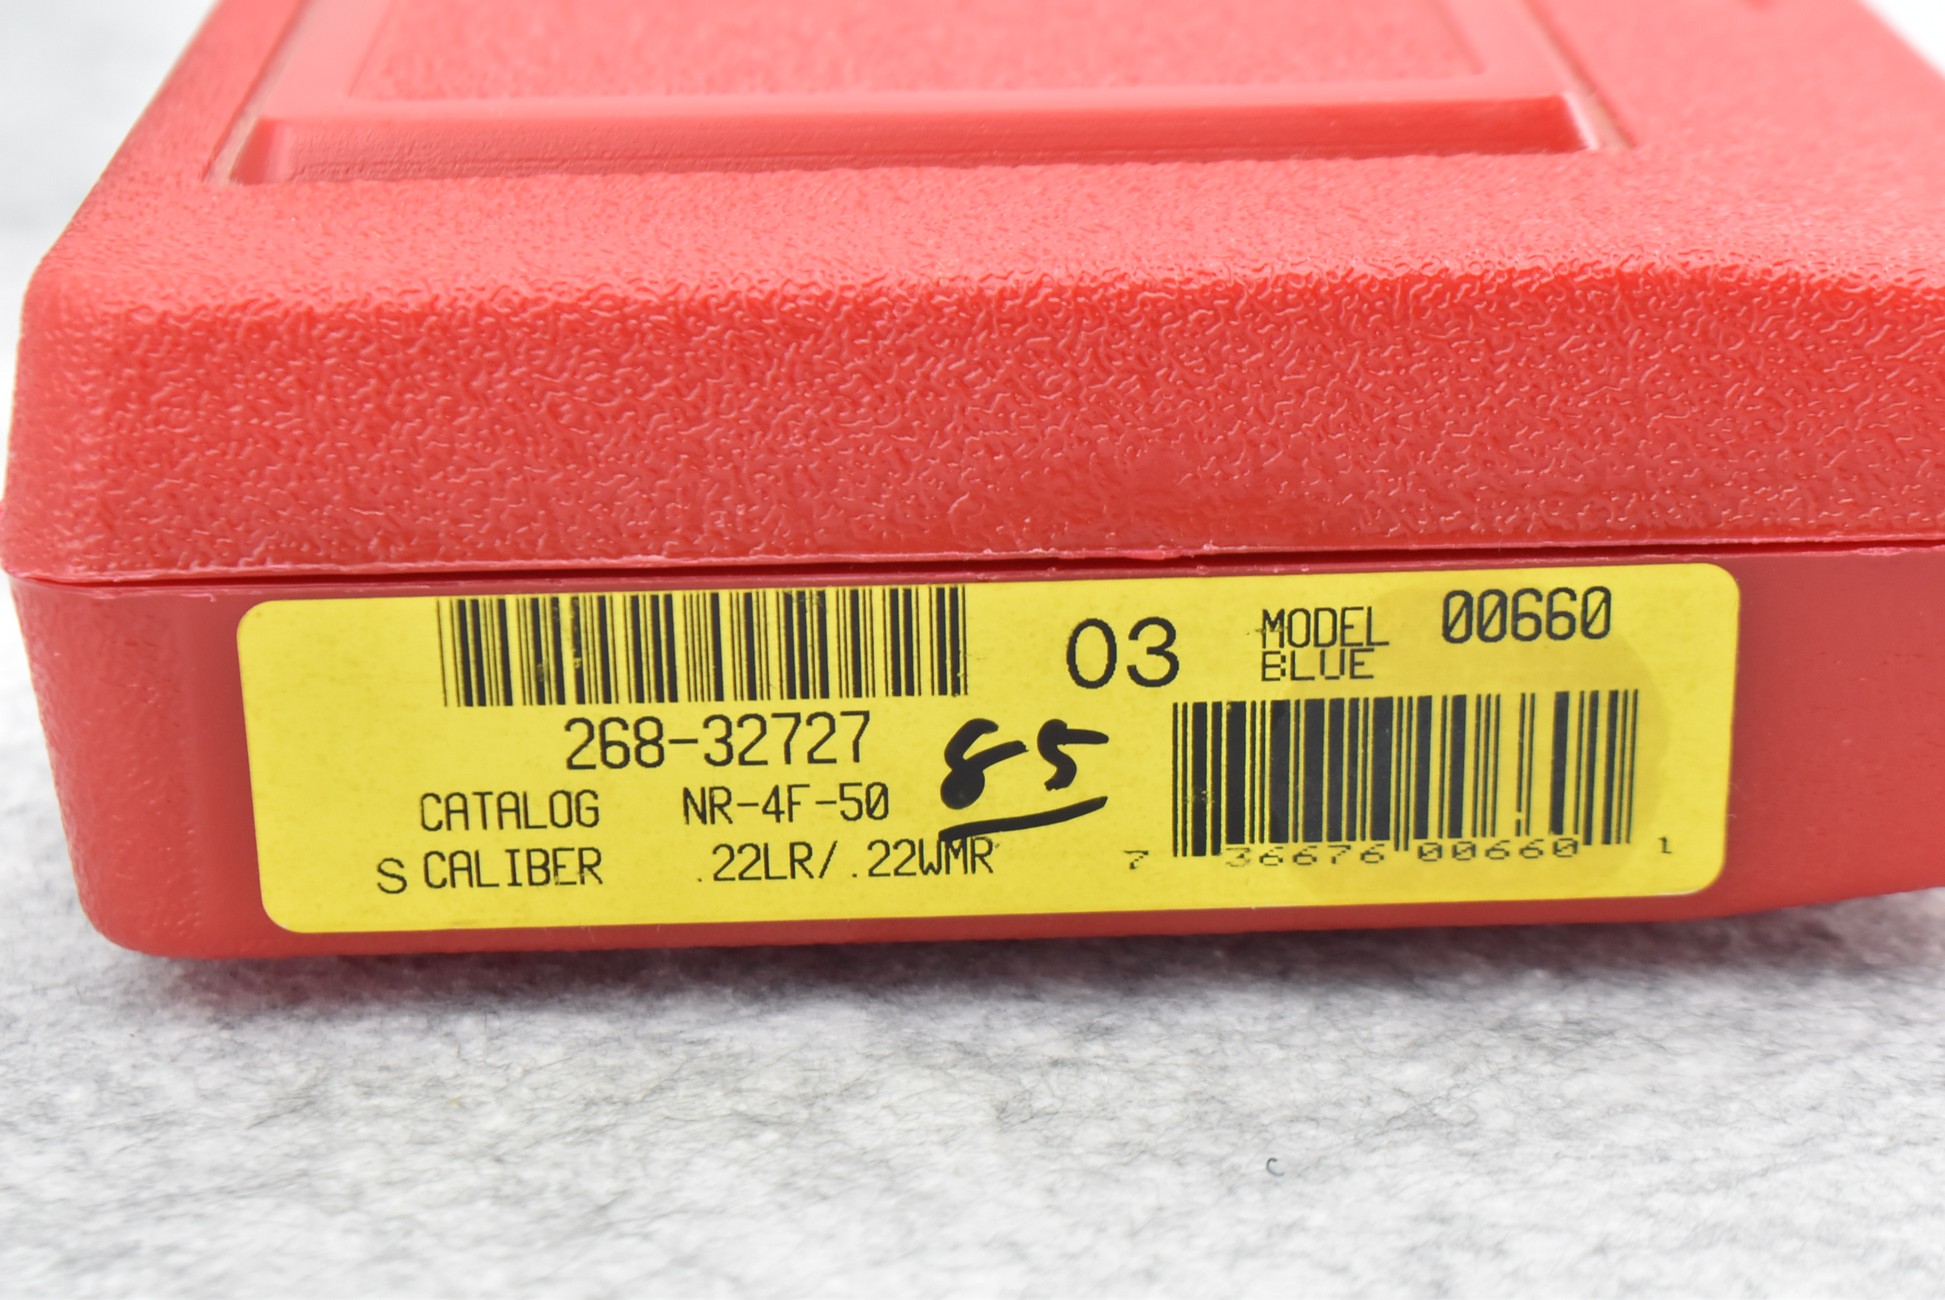 268-32727
CATALOG NR-4F-50
S CALIBER .22LR/.22WMR
85
03
MODEL 00660
BLUE
7 36676 00660 1